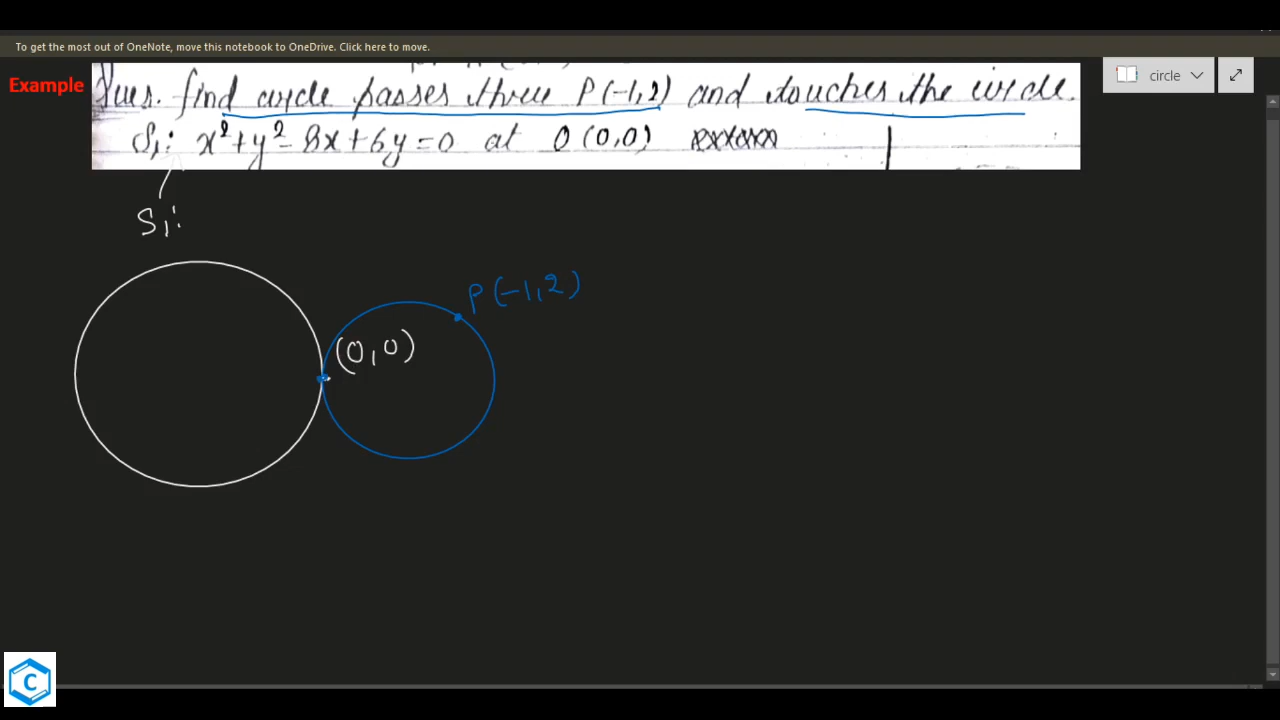 To get the most out of OneNote, move this notebook to OneDrive. Click here to move.
circle
Example
Ques. find circle passes three P(-1,2) and touches the circle.
S₁: x²+y²-8x+6y=0 at O(0,0)
S₁:
P(-1,2)
(0,0)
C